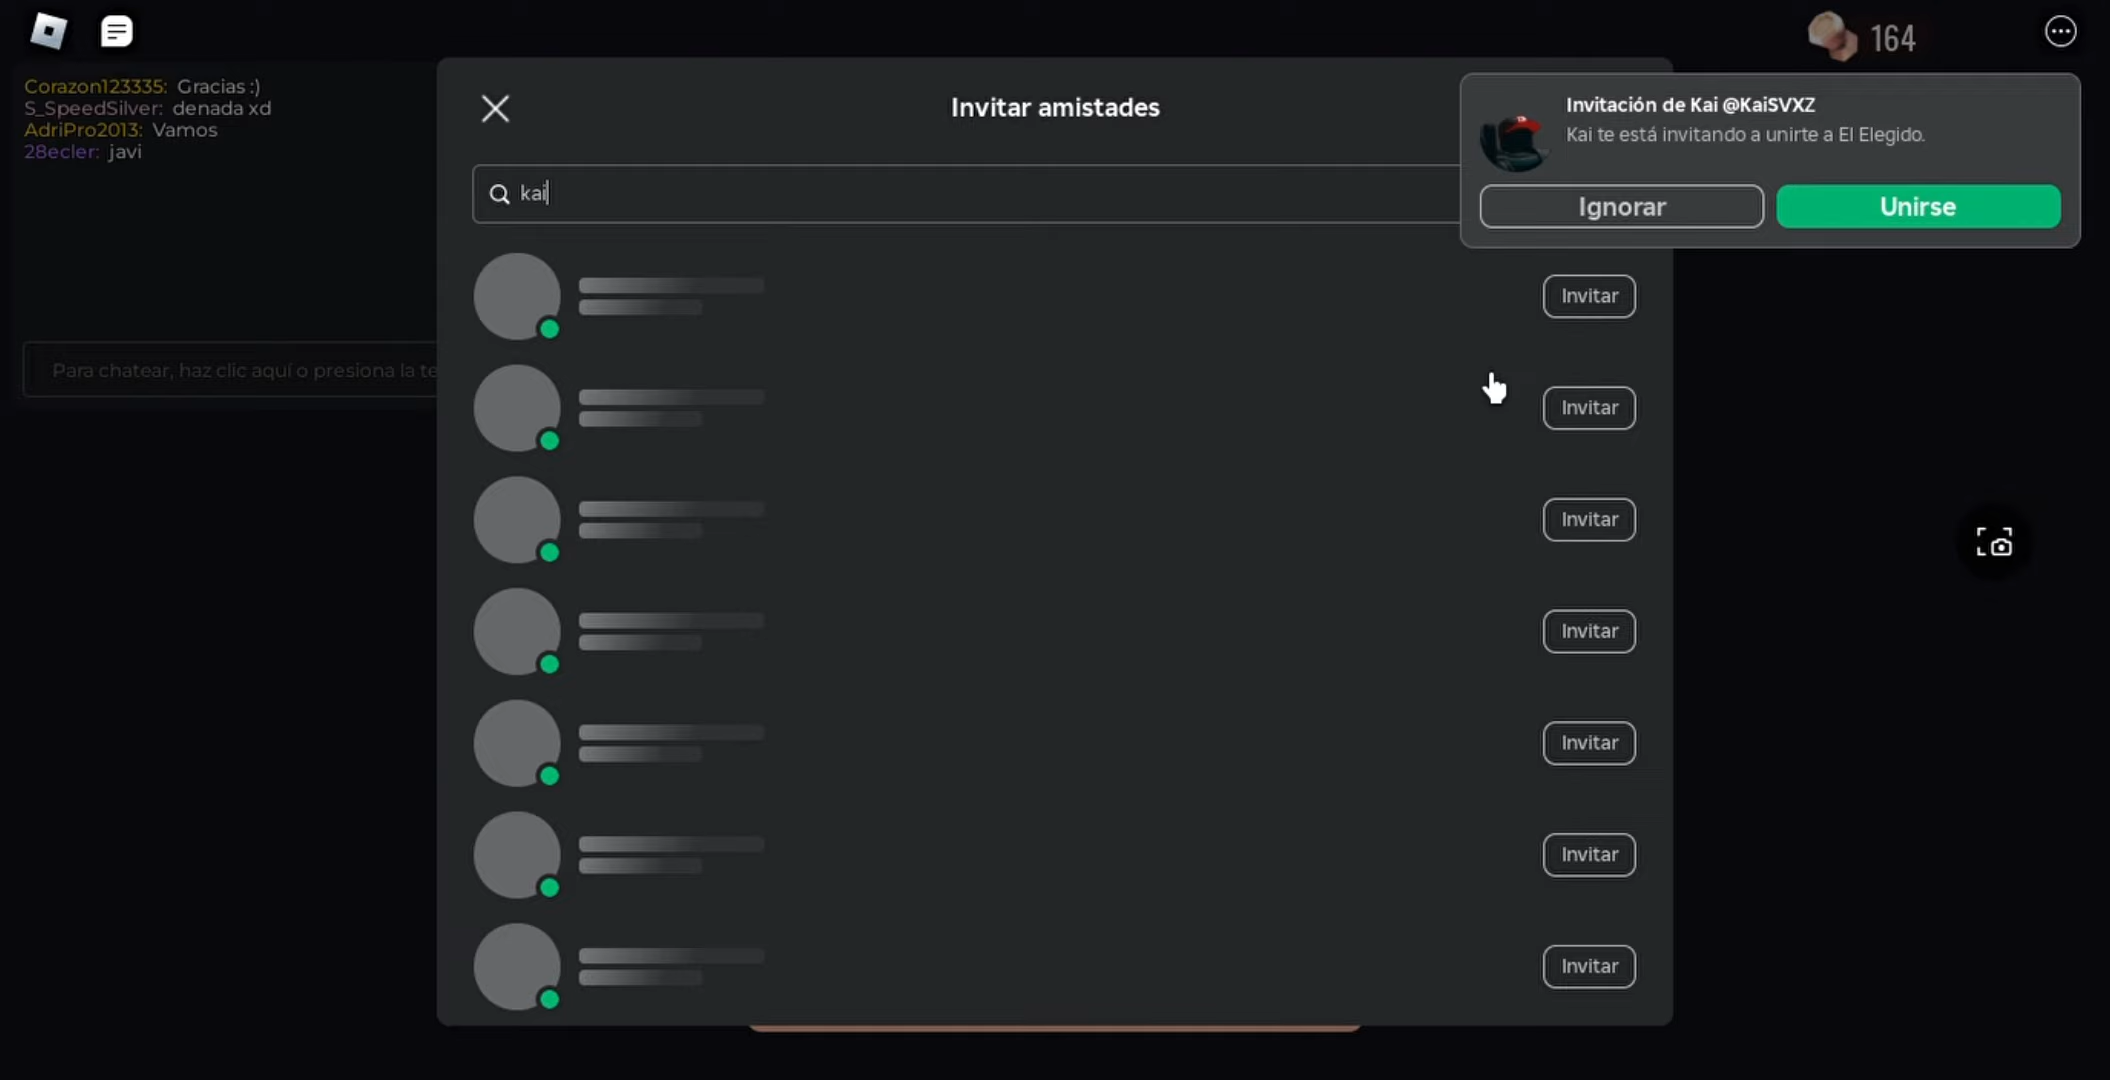 164
Corazon123335: Gracias :)
S_SpeedSilver: denada xd
AdriPro2013: Vamos
28ecler: javi
Para chatear, haz clic aquí o presiona la te
Invitar amistades
kai
Invitación de Kai @KaiSVXZ
Kai te está invitando a unirte a El Elegido.
Ignorar
Unirse
Invitar
Invitar
Invitar
Invitar
Invitar
Invitar
Invitar